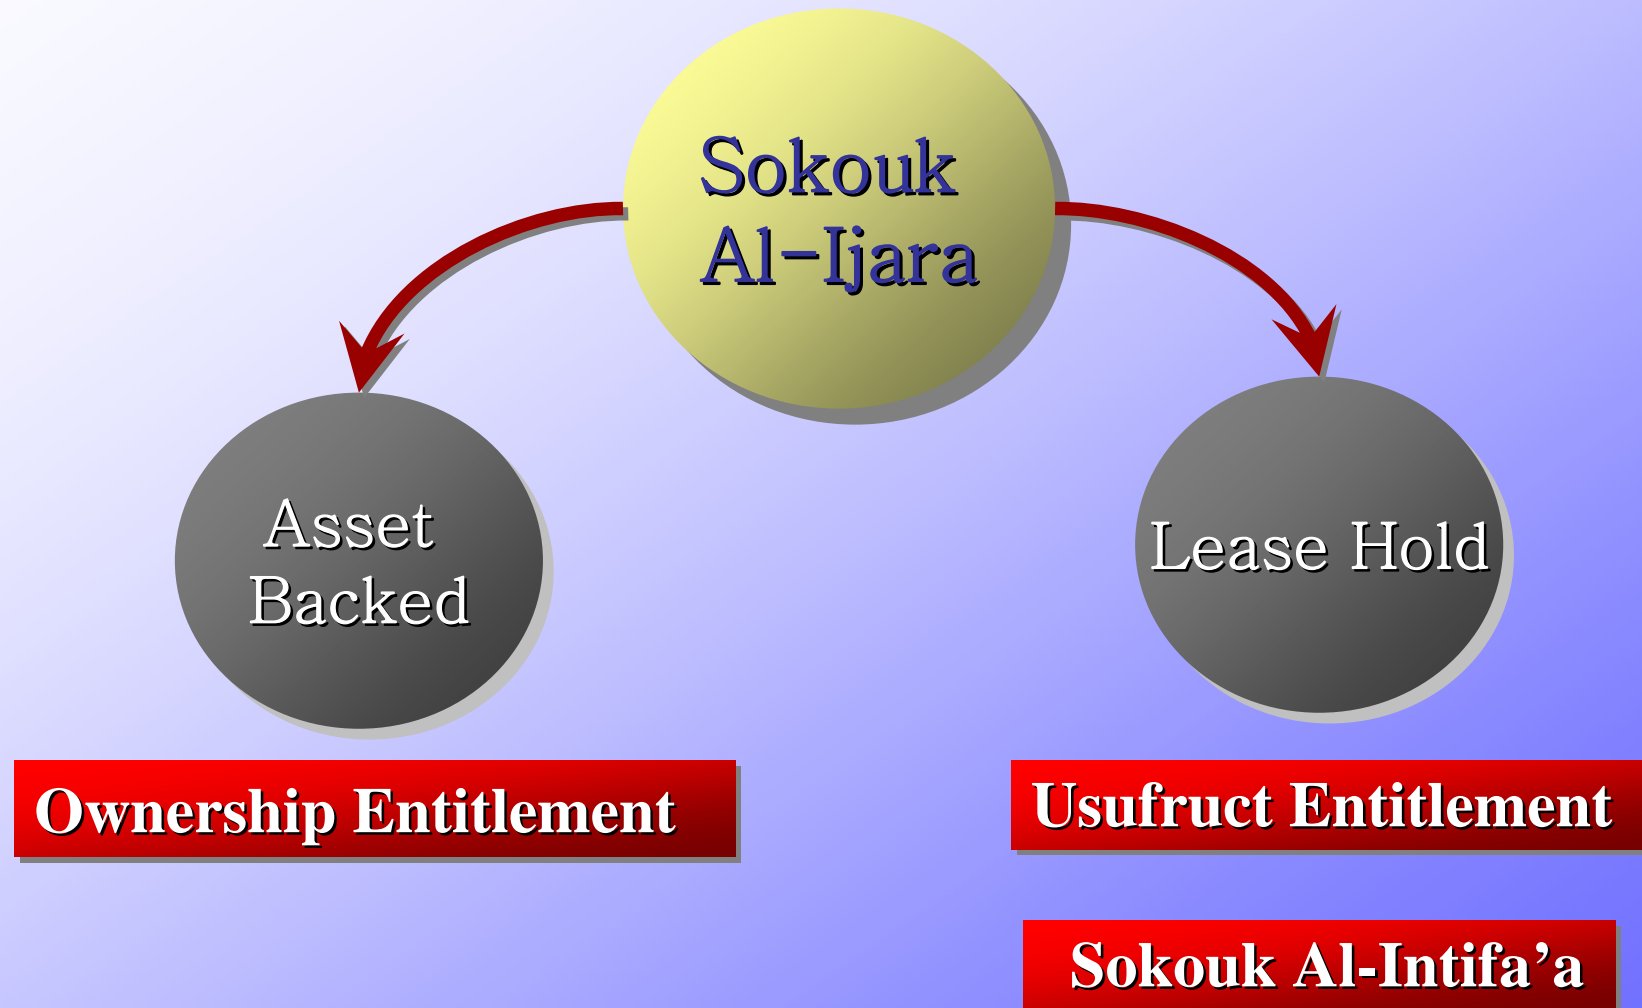 Sokouk
Al-Ijara
Asset
Backed
Lease Hold
Ownership Entitlement
Usufruct Entitlement
Sokouk Al-Intifa’a